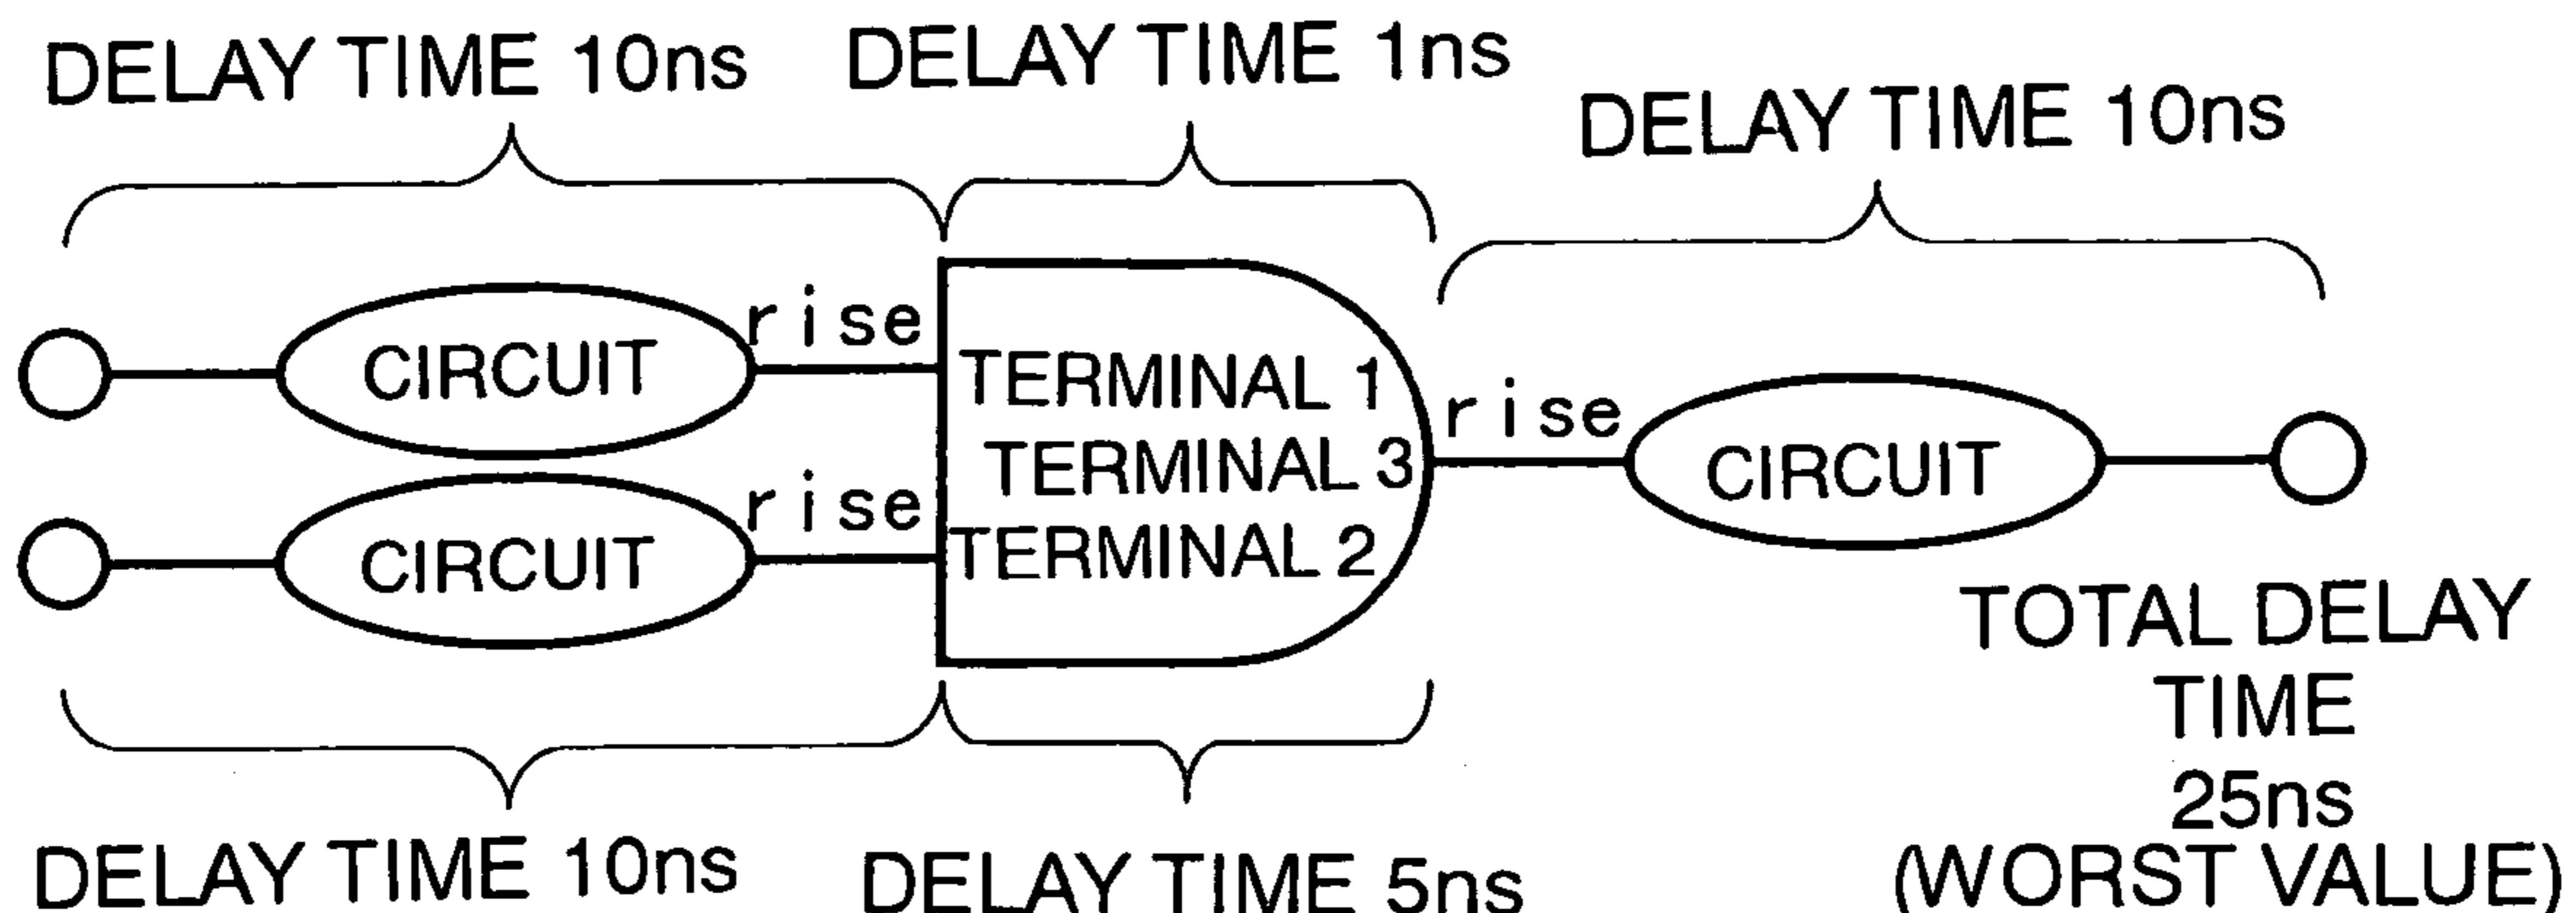 DELAY TIME 10ns
DELAY TIME 1ns
DELAY TIME 10ns
rise
CIRCUIT
TERMINAL 1
rise
TERMINAL 3
CIRCUIT
rise
CIRCUIT
TERMINAL 2
TOTAL DELAY
TIME
25ns
(WORST VALUE)
DELAY TIME 10ns
DELAY TIME 5ns